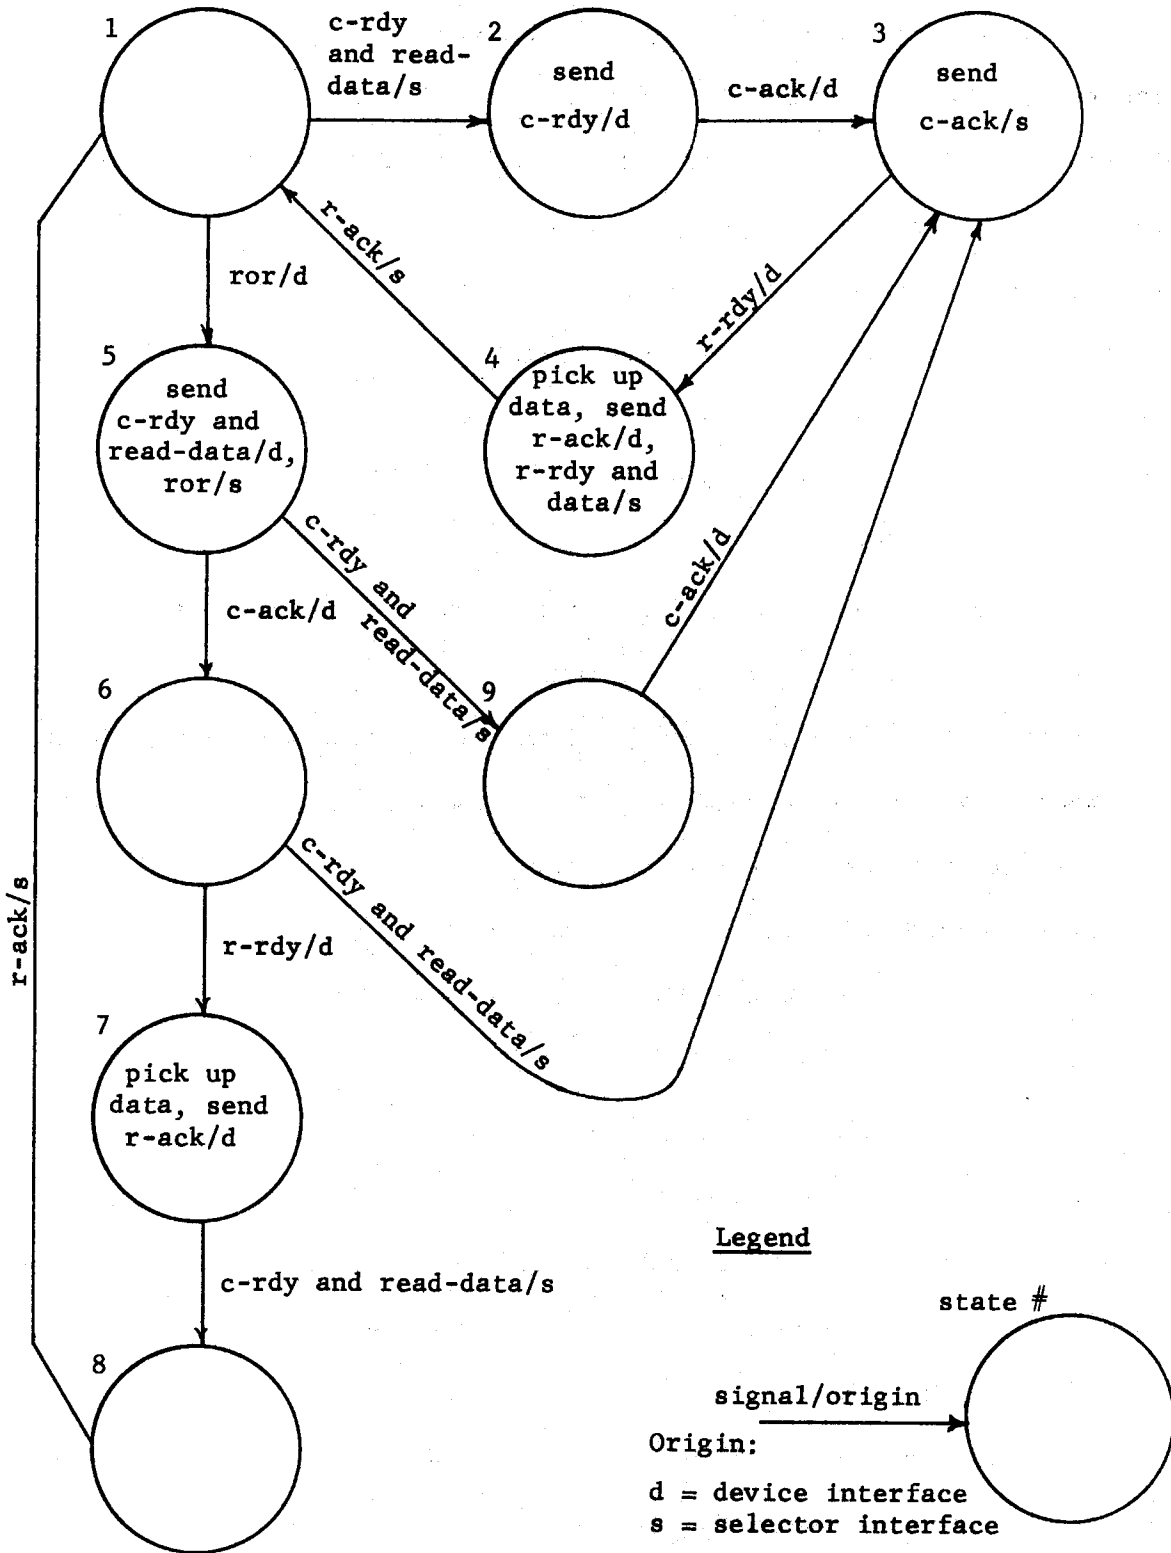 1
c-rdy
and read-
data/s
2
send
c-rdy/d
c-ack/d
3
send
c-ack/s
r-ack/s
ror/d
r-rdy/d
5
send
c-rdy and
read-data/d,
ror/s
4
pick up
data, send
r-ack/d,
r-rdy and
data/s
c-rdy and
read-data/s
c-ack/d
c-ack/d
6
9
c-rdy and read-data/s
r-ack/s
r-rdy/d
7
pick up
data, send
r-ack/d
c-rdy and read-data/s
8
Legend
state #
signal/origin
Origin:
d = device interface
s = selector interface